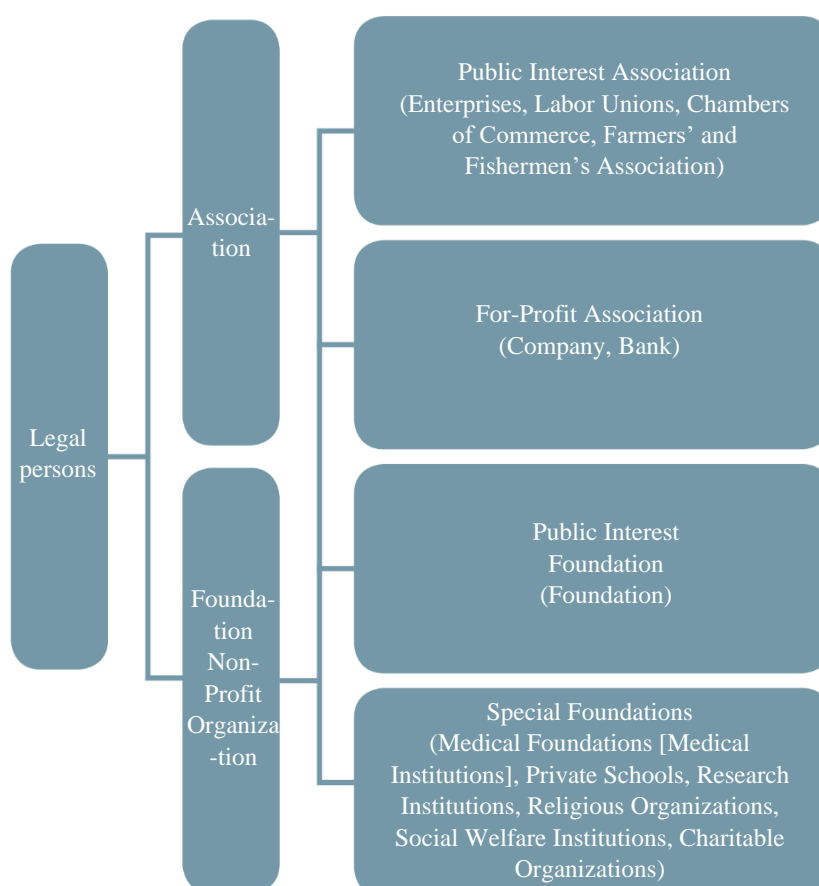 Legal
persons
Associa-
tion
Founda-
tion
Non-
Profit
Organiza
-tion
Public Interest Association
(Enterprises, Labor Unions, Chambers
of Commerce, Farmers’ and
Fishermen’s Association)
For-Profit Association
(Company, Bank)
Public Interest
Foundation
(Foundation)
Special Foundations
(Medical Foundations [Medical
Institutions], Private Schools, Research
Institutions, Religious Organizations,
Social Welfare Institutions, Charitable
Organizations)